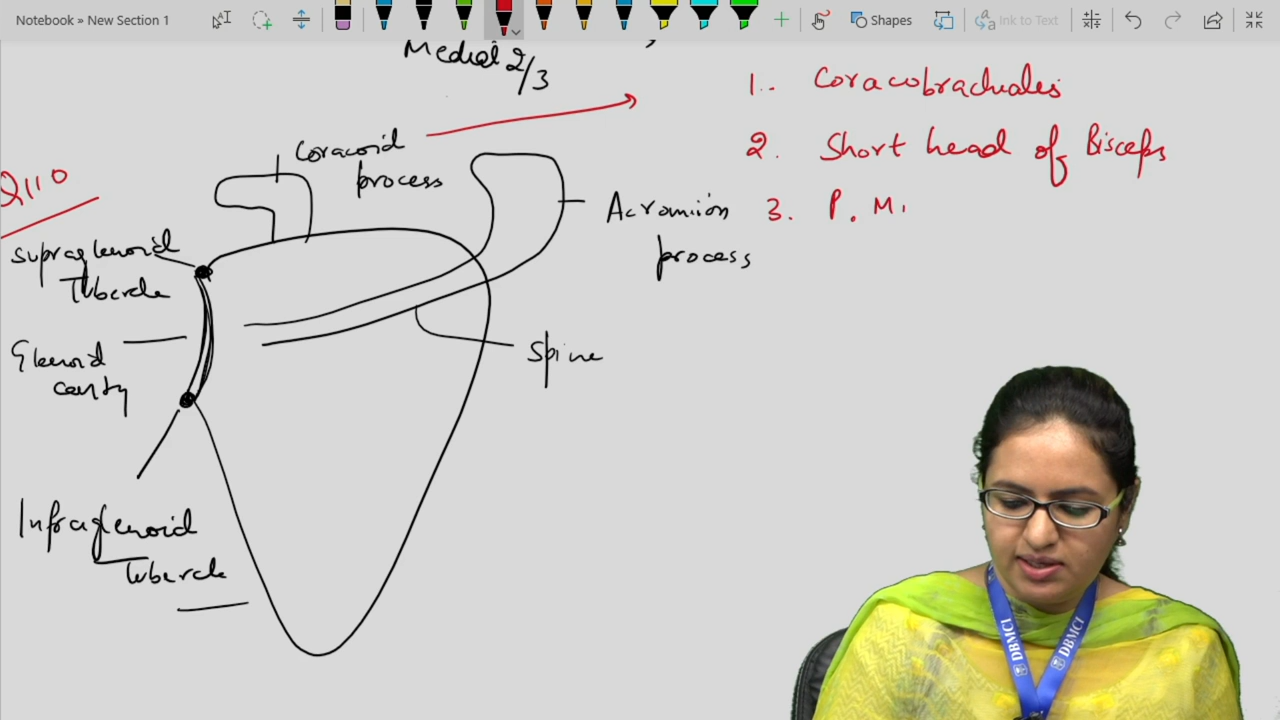 Notebook » New Section 1
Shapes
Ink to Text
Medial 2/3
1. Coracobrachiales
2. Short head of Bisceps
3. P. M.
Coracoid
process
Q110
Acromion
process
Supraglenoid
Tubercle
Glenoid
cavity
Spine
Infraglenoid
Tubercle
DBMCI
DBMCI